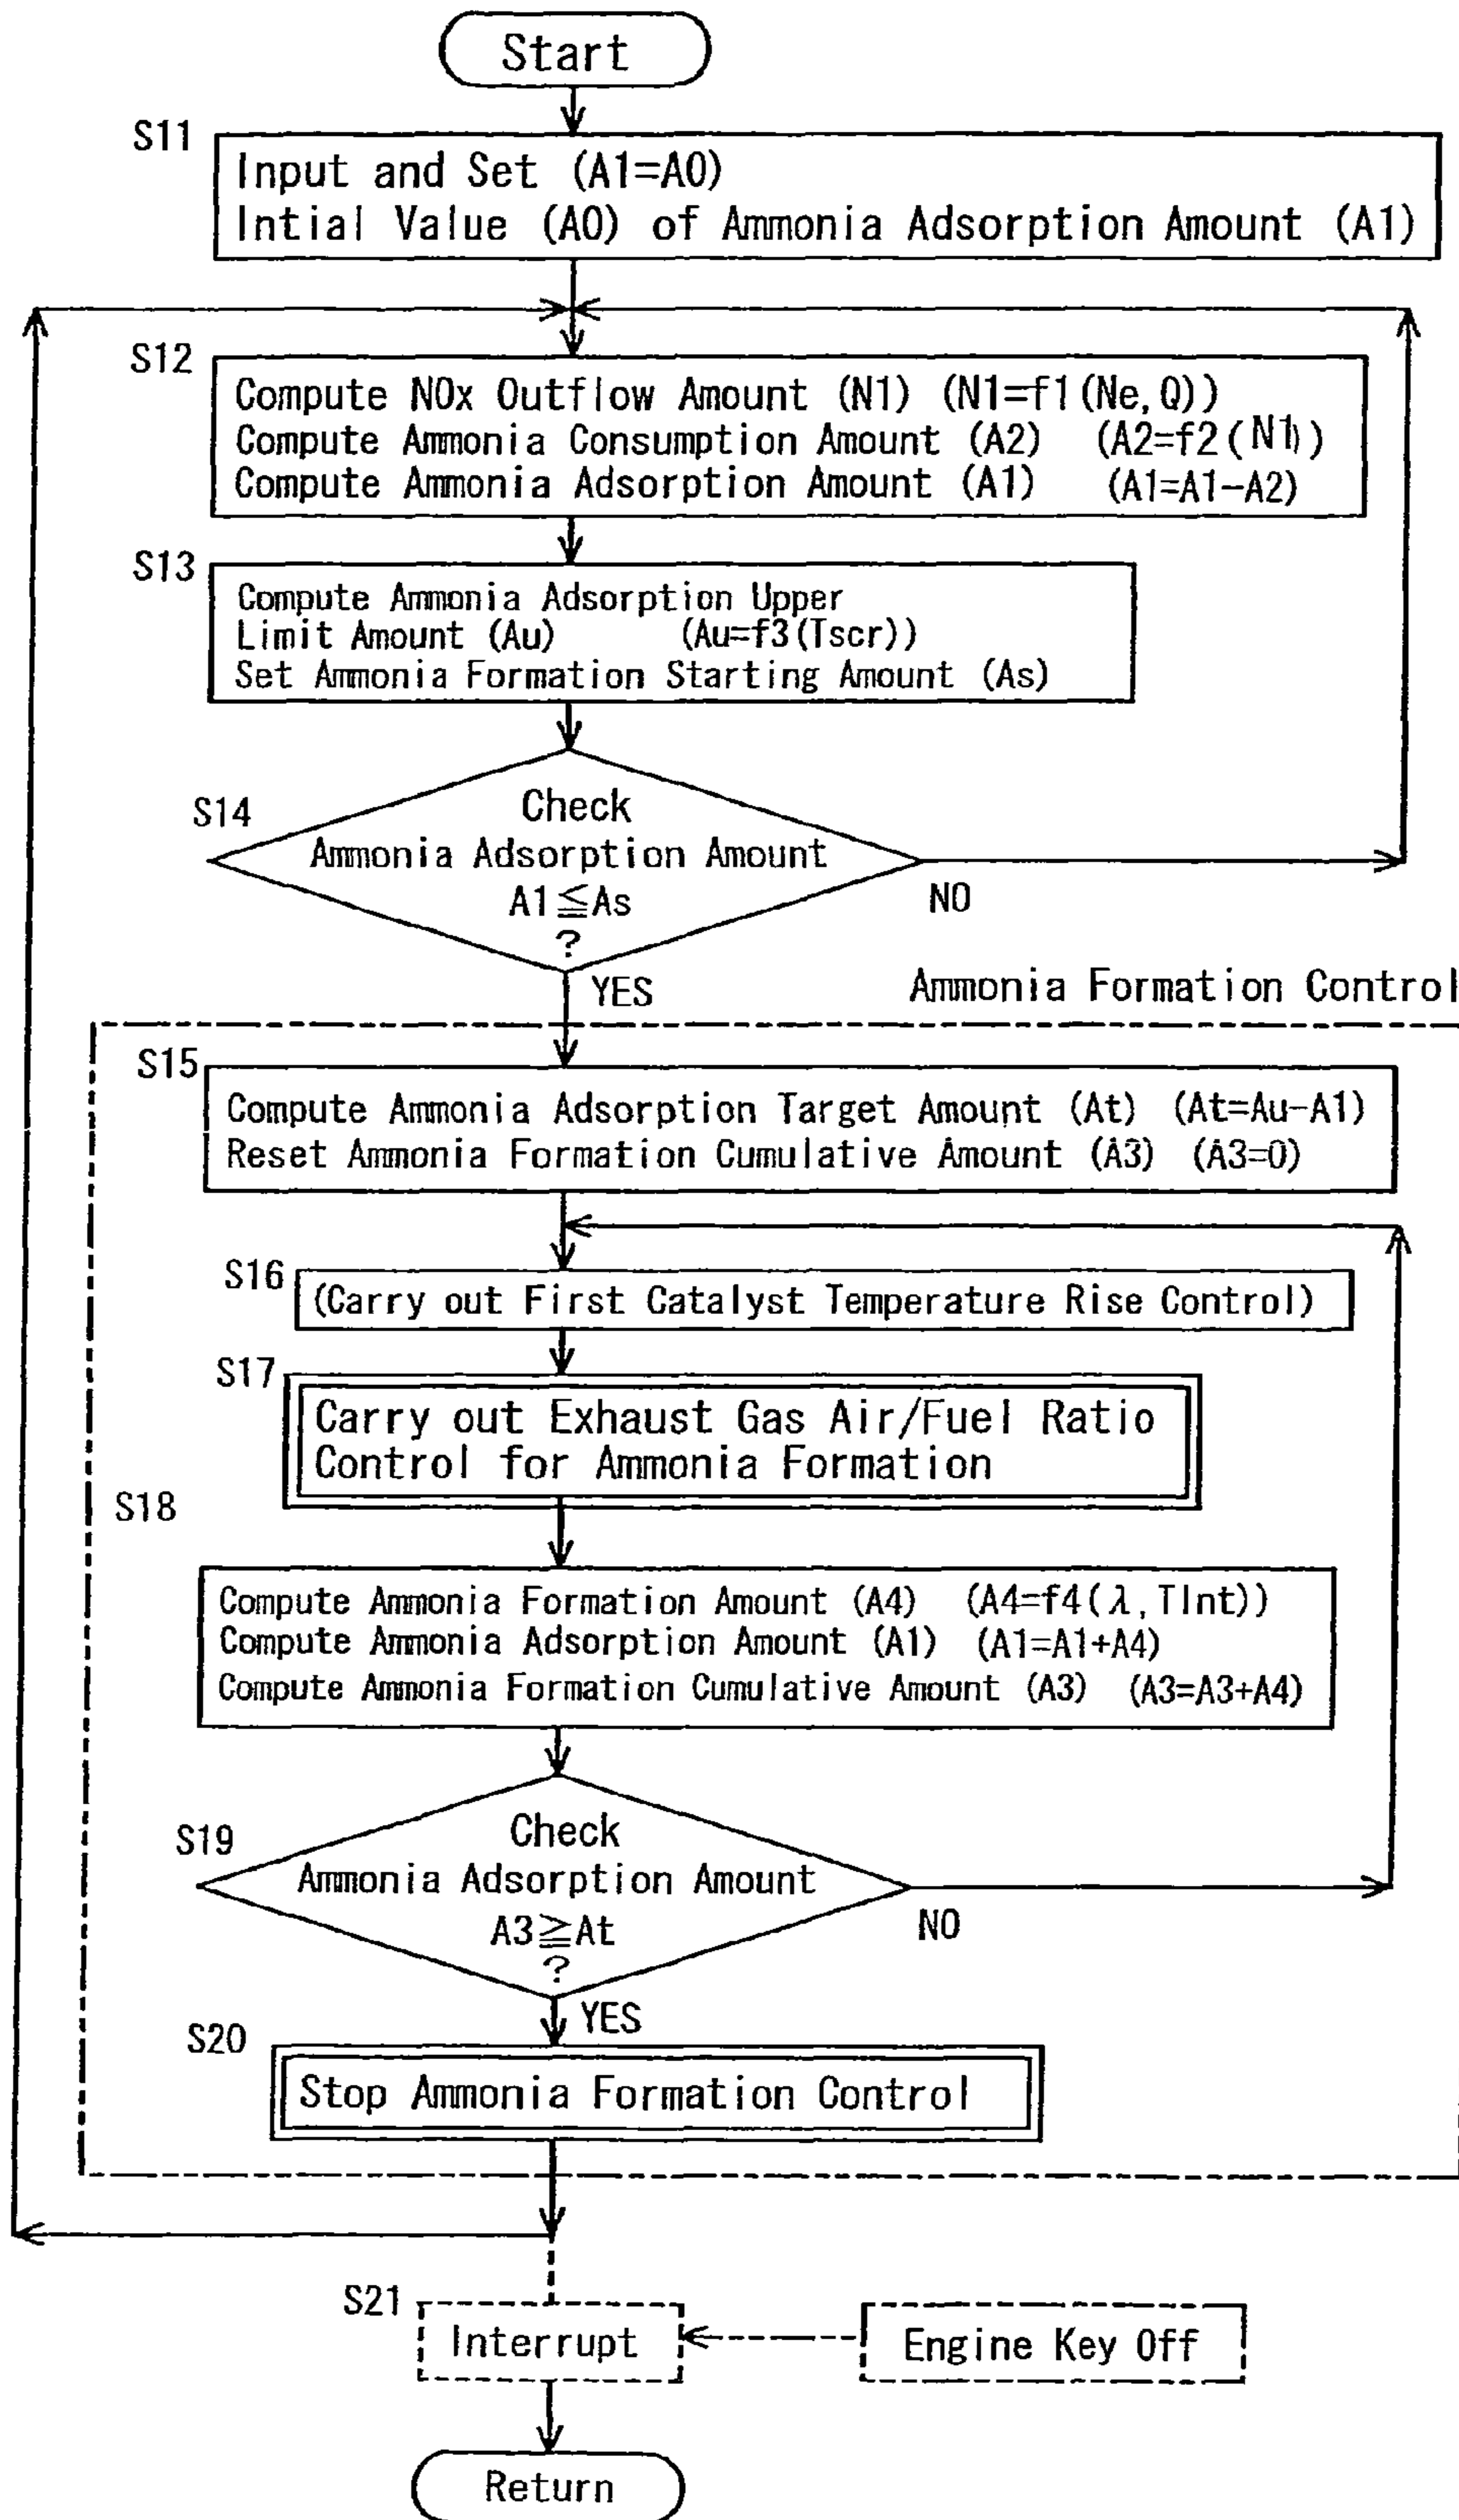 Start
S11
Input and Set (A1=A0)
Intial Value (A0) of Ammonia Adsorption Amount (A1)
S12
Compute NOx Outflow Amount (N1) (N1=f1(Ne,Q))
Compute Ammonia Consumption Amount (A2) (A2=f2(N1))
Compute Ammonia Adsorption Amount (A1) (A1=A1-A2)
S13
Compute Ammonia Adsorption Upper
Limit Amount (Au) (Au=f3(Tscr))
Set Ammonia Formation Starting Amount (As)
S14
Check
Ammonia Adsorption Amount
A1≦As
?
NO
YES
Ammonia Formation Control
S15
Compute Ammonia Adsorption Target Amount (At) (At=Au-A1)
Reset Ammonia Formation Cumulative Amount (A3) (A3=0)
S16
(Carry out First Catalyst Temperature Rise Control)
S17
Carry out Exhaust Gas Air/Fuel Ratio
Control for Ammonia Formation
S18
Compute Ammonia Formation Amount (A4) (A4=f4(λ,TInt))
Compute Ammonia Adsorption Amount (A1) (A1=A1+A4)
Compute Ammonia Formation Cumulative Amount (A3) (A3=A3+A4)
S19
Check
Ammonia Adsorption Amount
A3≧At
?
NO
YES
S20
Stop Ammonia Formation Control
S21
Interrupt
Engine Key Off
Return